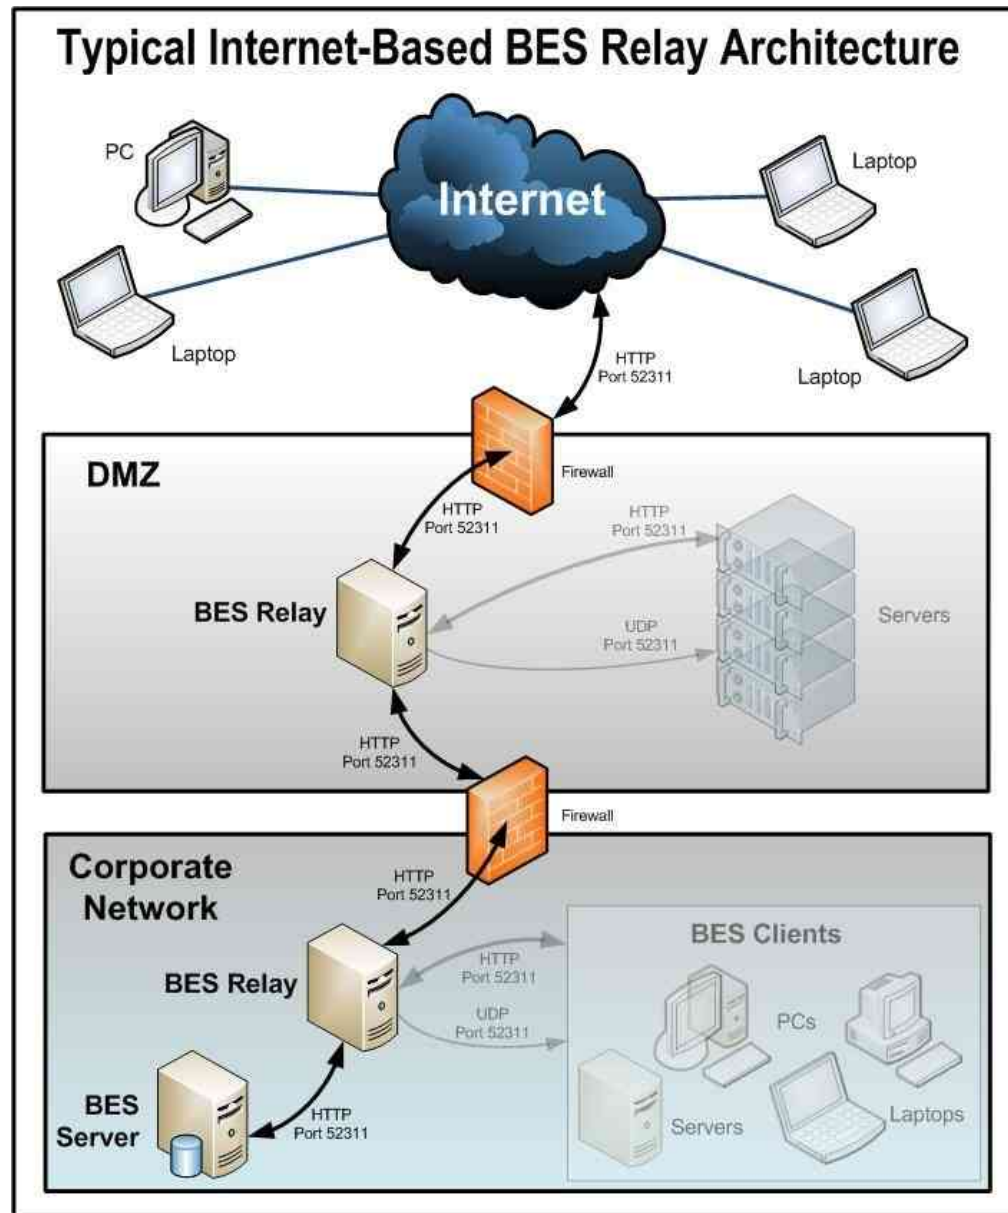 Typical Internet-Based BES Relay Architecture
PC
Internet
Laptop
Laptop
Laptop
HTTP
Port 52311
Firewall
DMZ
HTTP
Port 52311
HTTP
Port 52311
BES Relay
UDP
Port 52311
Servers
HTTP
Port 52311
Firewall
Corporate
Network
HTTP
Port 52311
BES Clients
BES Relay
HTTP
Port 52311
UDP
Port 52311
PCs
BES
Server
HTTP
Port 52311
Servers
Laptops